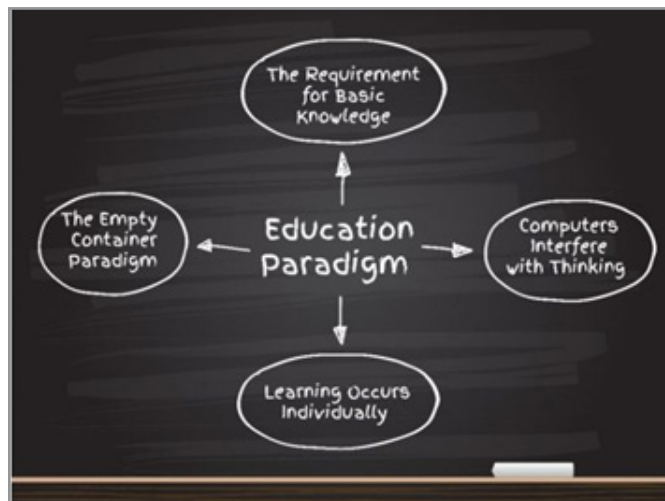 The Requirement
for Basic
Knowledge
The Empty
Container
Paradigm
Education
Paradigm
Computers
Interfere
with Thinking
Learning Occurs
Individually